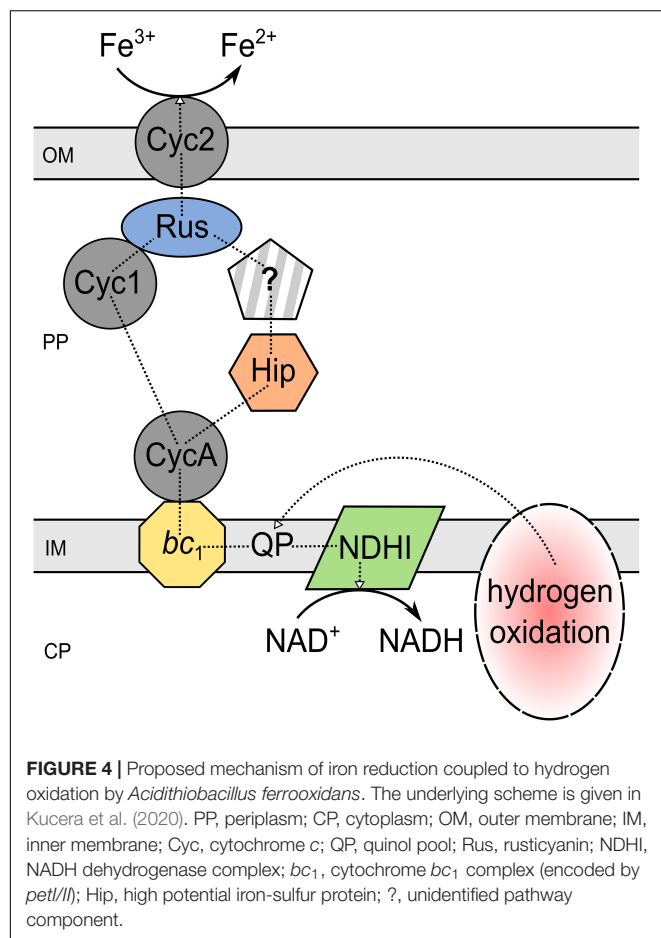 Fe³⁺ Fe²⁺
Cyc2
OM
Rus
Cyc1
?
PP
Hip
CycA
IM
bc₁
QP
NDHI
hydrogen
oxidation
NAD⁺ NADH
CP
FIGURE 4 | Proposed mechanism of iron reduction coupled to hydrogen
oxidation by Acidithiobacillus ferrooxidans. The underlying scheme is given in
Kucera et al. (2020). PP, periplasm; CP, cytoplasm; OM, outer membrane; IM,
inner membrane; Cyc, cytochrome c; QP, quinol pool; Rus, rusticyanin; NDHI,
NADH dehydrogenase complex; bc₁, cytochrome bc₁ complex (encoded by
petI/II); Hip, high potential iron-sulfur protein; ?, unidentified pathway
component.